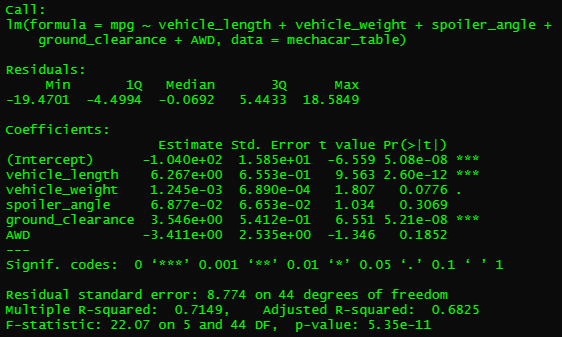 Call:
lm(formula = mpg ~ vehicle_length + vehicle_weight + spoiler_angle +
    ground_clearance + AWD, data = mechacar_table)

Residuals:
     Min       1Q   Median       3Q      Max
-19.4701  -4.4994  -0.0692   5.4433  18.5849

Coefficients:
                   Estimate Std. Error t value Pr(>|t|)
(Intercept)      -1.040e+02  1.585e+01  -6.559 5.08e-08 ***
vehicle_length    6.267e+00  6.553e-01   9.563 2.60e-12 ***
vehicle_weight    1.245e-03  6.890e-04   1.807   0.0776 .
spoiler_angle     6.877e-02  6.653e-02   1.034   0.3069
ground_clearance  3.546e+00  5.412e-01   6.551 5.21e-08 ***
AWD              -3.411e+00  2.535e+00  -1.346   0.1852
---
Signif. codes:  0 ‘***’ 0.001 ‘**’ 0.01 ‘*’ 0.05 ‘.’ 0.1 ‘ ’ 1

Residual standard error: 8.774 on 44 degrees of freedom
Multiple R-squared:  0.7149,    Adjusted R-squared:  0.6825
F-statistic: 22.07 on 5 and 44 DF,  p-value: 5.35e-11